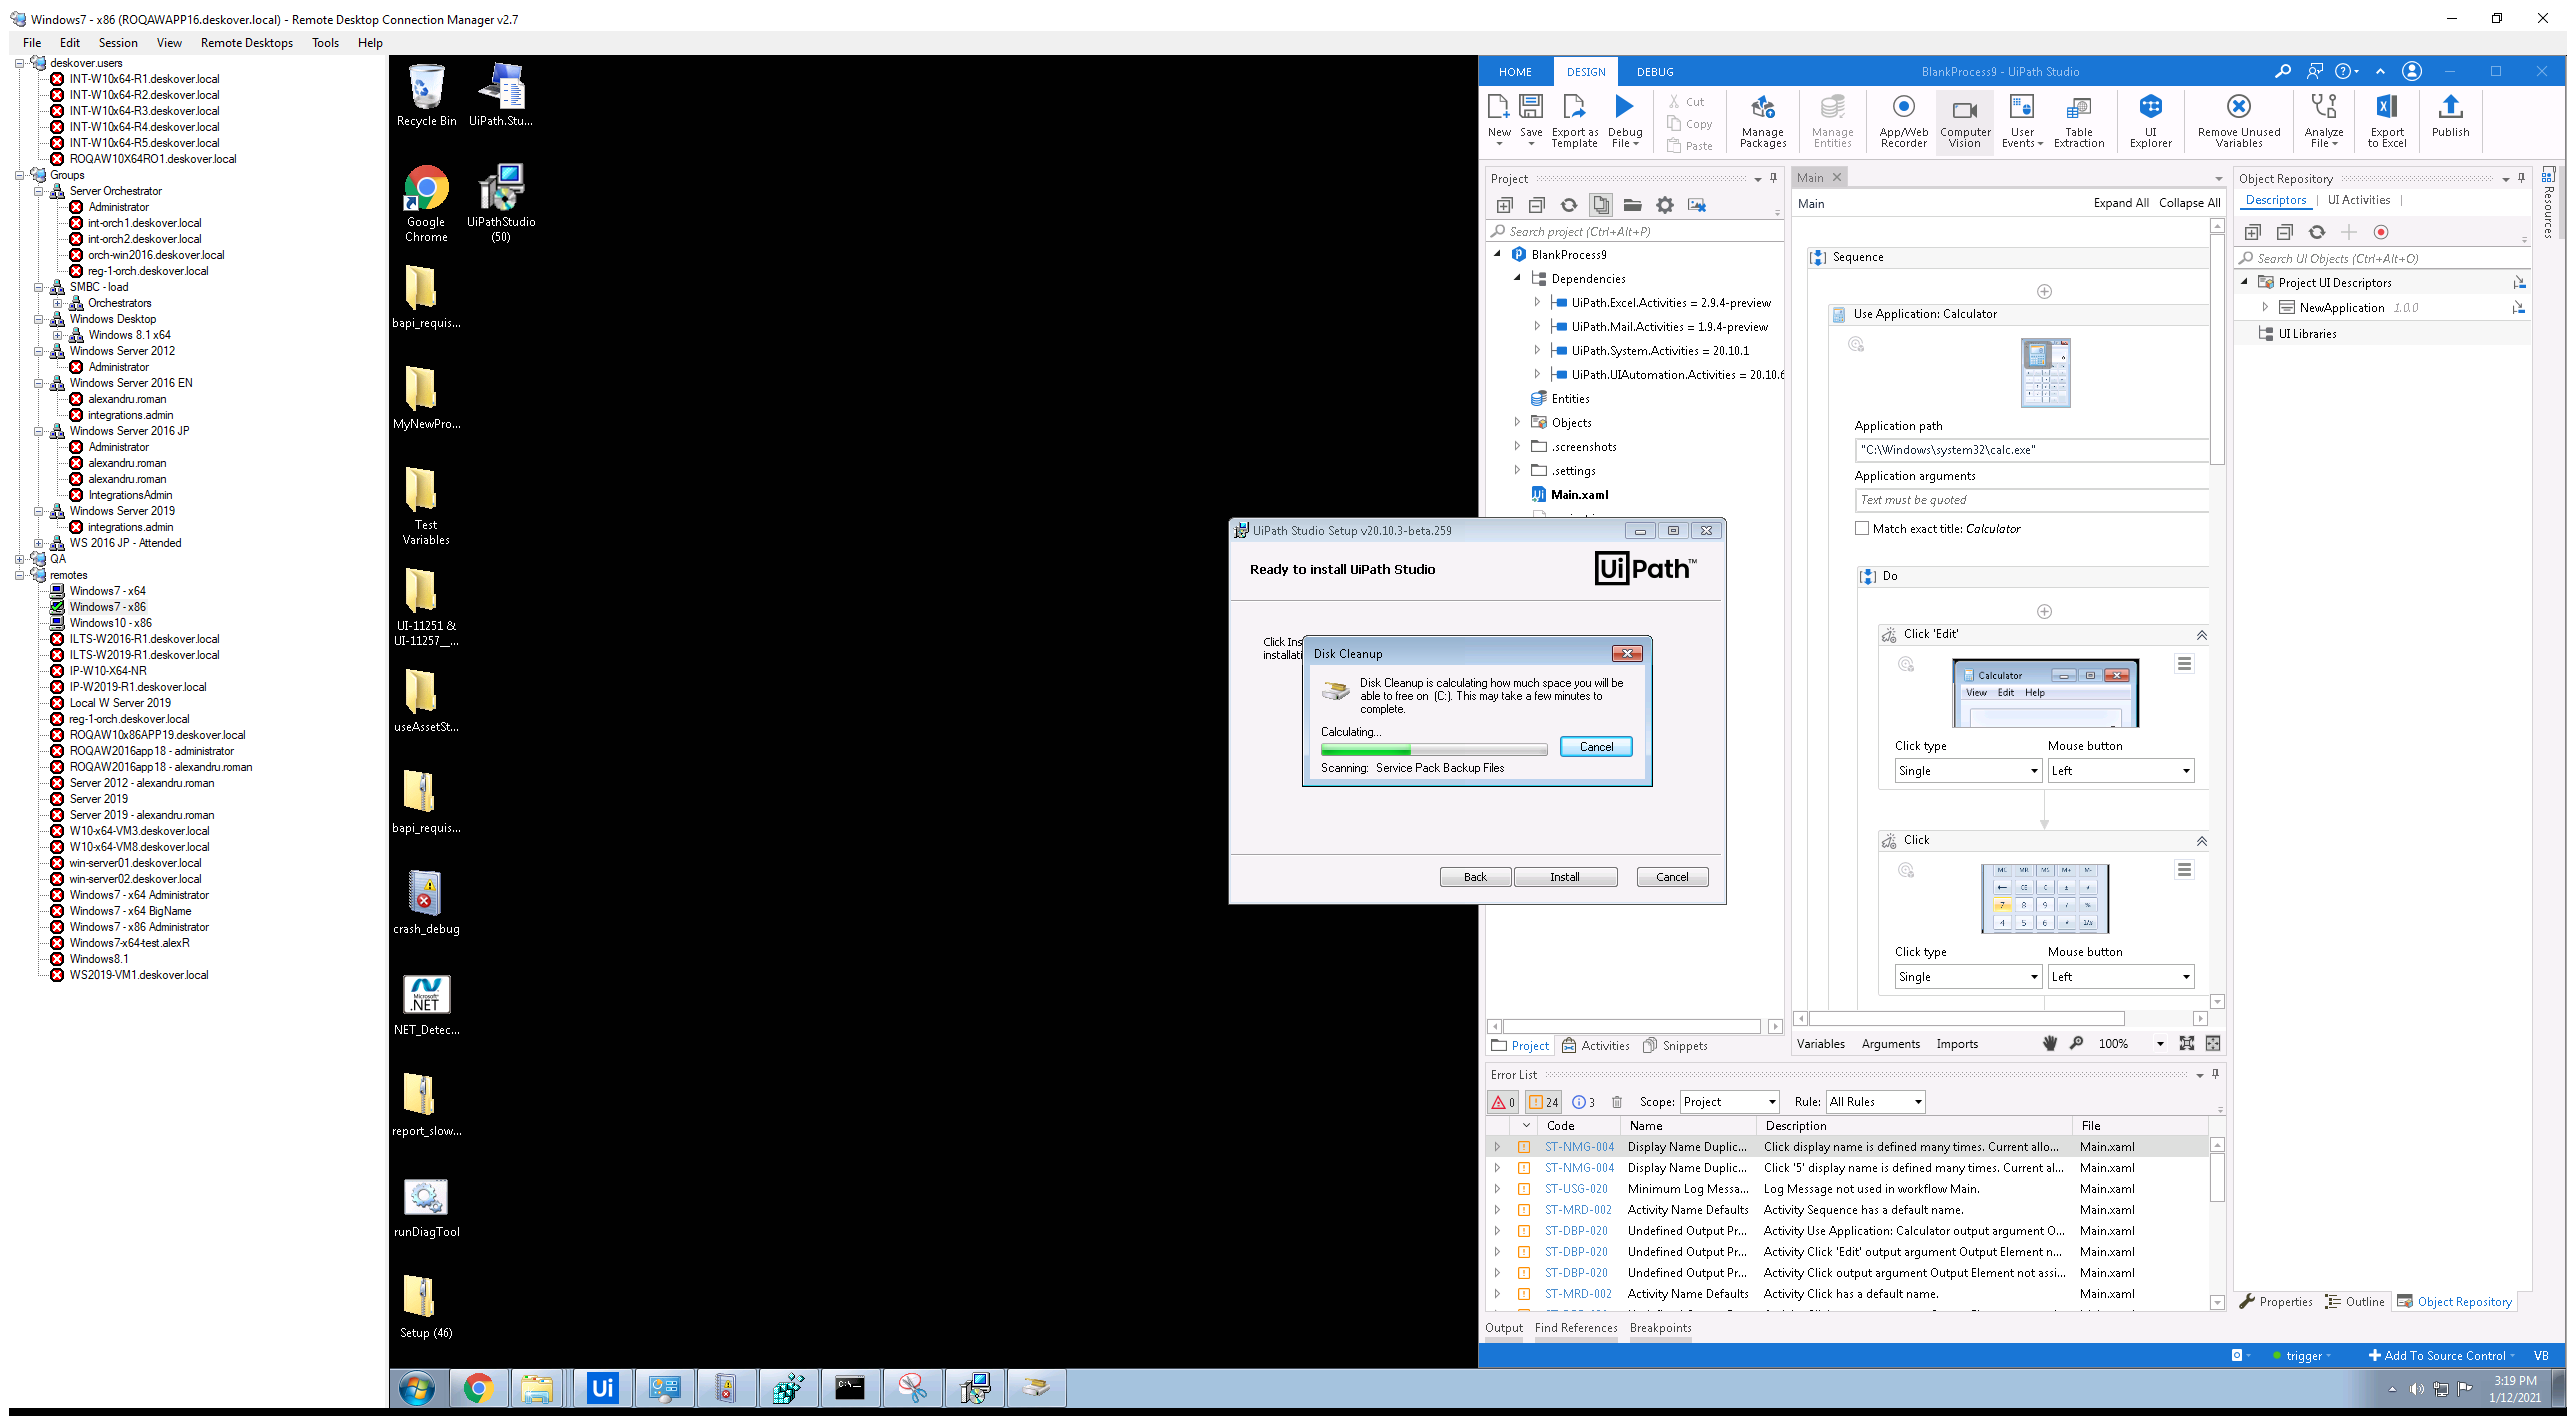 Windows7 - x86 (ROQAWAPP16.deskover.local) - Remote Desktop Connection Manager v2.7
File Edit Session View Remote Desktops Tools Help
deskover.users
INT-W10x64-R1.deskover.local
INT-W10x64-R2.deskover.local
INT-W10x64-R3.deskover.local
INT-W10x64-R4.deskover.local
INT-W10x64-R5.deskover.local
ROQAW10X64RO1.deskover.local
Groups
Server Orchestrator
Administrator
int-orch1.deskover.local
int-orch2.deskover.local
orch-win2016.deskover.local
reg-1-orch.deskover.local
SMBC - load
Orchestrators
Windows Desktop
Windows 8.1 x64
Windows Server 2012
Administrator
Windows Server 2016 EN
alexandru.roman
integrations.admin
Windows Server 2016 JP
Administrator
alexandru.roman
alexandru.roman
IntegrationsAdmin
Windows Server 2019
integrations.admin
WS 2016 JP - Attended
QA
remotes
Windows7 - x64
Windows7 - x86
Windows10 - x86
ILTS-W2016-R1.deskover.local
ILTS-W2019-R1.deskover.local
IP-W10-X64-NR
IP-W2019-R1.deskover.local
Local W Server 2019
reg-1-orch.deskover.local
ROQAW10x86APP19.deskover.local
ROQAW2016app18 - administrator
ROQAW2016app18 - alexandru.roman
Server 2012 - alexandru.roman
Server 2019
Server 2019 - alexandru.roman
W10-x64-VM3.deskover.local
W10-x64-VM8.deskover.local
win-server01.deskover.local
win-server02.deskover.local
Windows7 - x64 Administrator
Windows7 - x64 BigName
Windows7 - x86 Administrator
Windows7-x64-test.alexR
Windows8.1
WS2019-VM1.deskover.local
Recycle Bin
UiPath.Stu...
Google Chrome
UiPathStudio (50)
bapi_requis...
MyNewPro...
Test Variables
UI-11251 & UI-11257__...
useAssetSt...
bapi_requis...
crash_debug
Microsoft .NET
NET_Detec...
report_slow...
runDiagTool
Setup (46)
UiPath Studio Setup v20.10.3-beta.259
Ready to install UiPath Studio
UiPath™
Click Ins
installati
Disk Cleanup
Disk Cleanup is calculating how much space you will be
able to free on (C:). This may take a few minutes to
complete.
Calculating...
Cancel
Scanning: Service Pack Backup Files
Back Install Cancel
HOME DESIGN DEBUG
BlankProcess9 - UiPath Studio
New Save Export as Template Debug File
Cut
Copy
Paste
Manage Packages Manage Entities App/Web Recorder Computer Vision User Events Table Extraction UI Explorer Remove Unused Variables Analyze File Export to Excel Publish
Project
Search project (Ctrl+Alt+P)
BlankProcess9
Dependencies
UiPath.Excel.Activities = 2.9.4-preview
UiPath.Mail.Activities = 1.9.4-preview
UiPath.System.Activities = 20.10.1
UiPath.UIAutomation.Activities = 20.10.6
Entities
Objects
.screenshots
.settings
Main.xaml
Project Activities Snippets
Main
Main Expand All Collapse All
Sequence
Use Application: Calculator
Application path
"C:\Windows\system32\calc.exe"
Application arguments
Text must be quoted
Match exact title: Calculator
Do
Click 'Edit'
Calculator
View Edit Help
Click type Mouse button
Single Left
Click
MC MR MS M+ M-
← CE C ±
7 8 9 / %
4 5 6 * 1/x
Click type Mouse button
Single Left
Variables Arguments Imports 100%
Object Repository
Descriptors UI Activities
Search UI Objects (Ctrl+Alt+O)
Project UI Descriptors
NewApplication 1.0.0
UI Libraries
Resources
Properties Outline Object Repository
Error List
0 24 3 Scope: Project Rule: All Rules
Code Name Description File
ST-NMG-004 Display Name Duplic... Click display name is defined many times. Current allo... Main.xaml
ST-NMG-004 Display Name Duplic... Click '5' display name is defined many times. Current al... Main.xaml
ST-USG-020 Minimum Log Messa... Log Message not used in workflow Main. Main.xaml
ST-MRD-002 Activity Name Defaults Activity Sequence has a default name. Main.xaml
ST-DBP-020 Undefined Output Pr... Activity Use Application: Calculator output argument O... Main.xaml
ST-DBP-020 Undefined Output Pr... Activity Click 'Edit' output argument Output Element n... Main.xaml
ST-DBP-020 Undefined Output Pr... Activity Click output argument Output Element not assi... Main.xaml
ST-MRD-002 Activity Name Defaults Activity Click has a default name. Main.xaml
Output Find References Breakpoints
trigger Add To Source Control VB
Ui
3:19 PM
1/12/2021